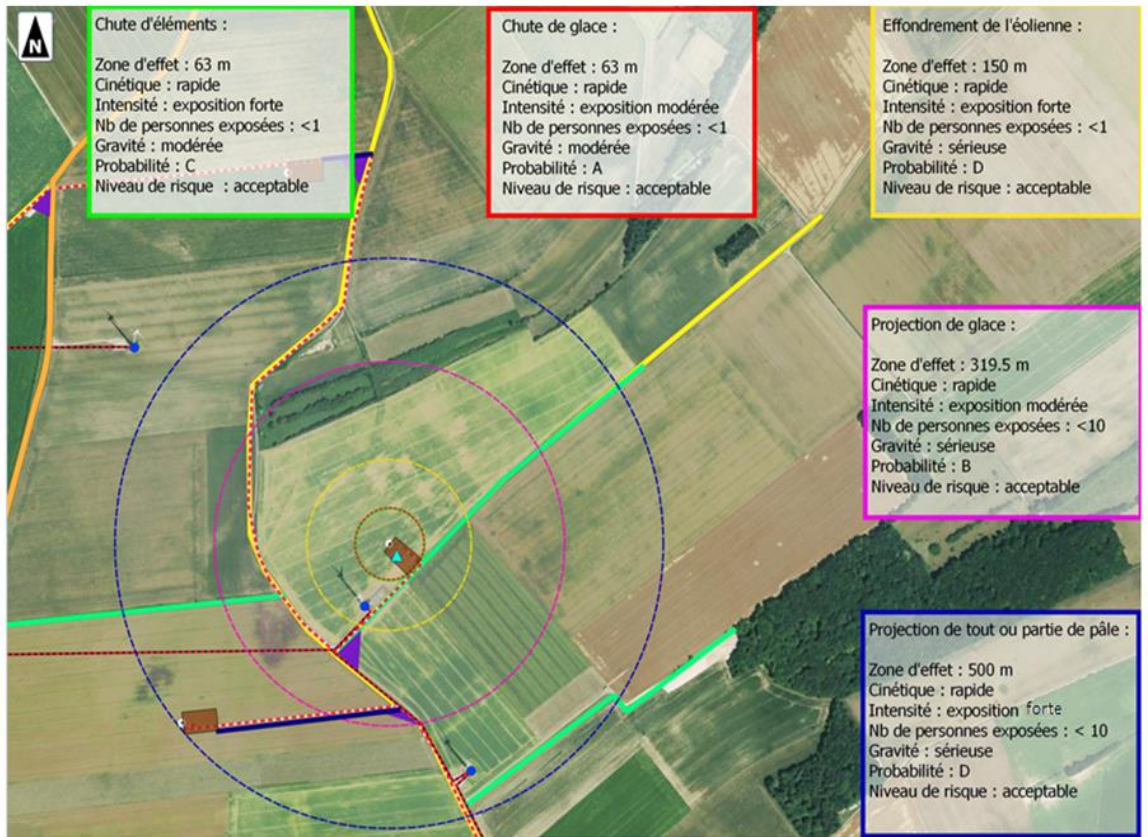 N
Chute d'éléments :
Zone d'effet : 63 m
Cinétique : rapide
Intensité : exposition forte
Nb de personnes exposées : <1
Gravité : modérée
Probabilité : C
Niveau de risque : acceptable
Chute de glace :
Zone d'effet : 63 m
Cinétique : rapide
Intensité : exposition modérée
Nb de personnes exposées : <1
Gravité : modérée
Probabilité : A
Niveau de risque : acceptable
Effondrement de l'éolienne :
Zone d'effet : 150 m
Cinétique : rapide
Intensité : exposition forte
Nb de personnes exposées : <1
Gravité : sérieuse
Probabilité : D
Niveau de risque : acceptable
Projection de glace :
Zone d'effet : 319.5 m
Cinétique : rapide
Intensité : exposition modérée
Nb de personnes exposées : <10
Gravité : sérieuse
Probabilité : B
Niveau de risque : acceptable
Projection de tout ou partie de pâle :
Zone d'effet : 500 m
Cinétique : rapide
Intensité : exposition forte
Nb de personnes exposées : < 10
Gravité : sérieuse
Probabilité : D
Niveau de risque : acceptable